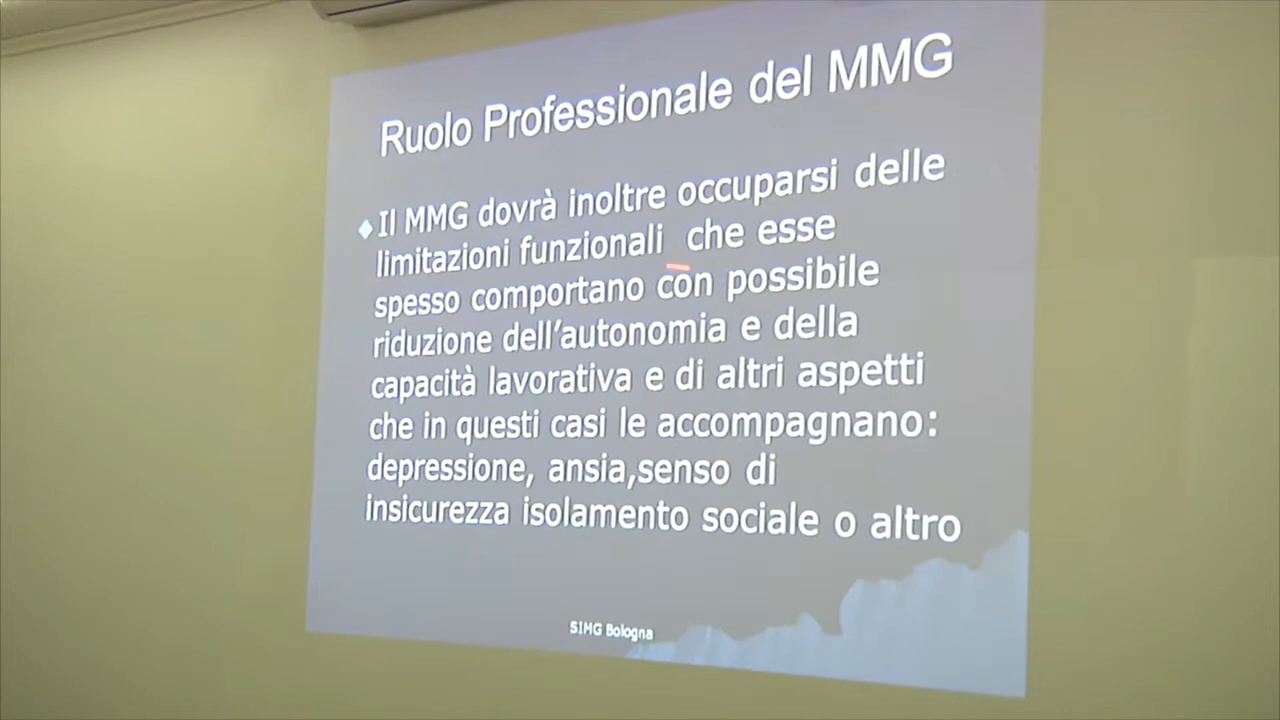 Ruolo Professionale del MMG
Il MMG dovrà inoltre occuparsi delle
limitazioni funzionali che esse
spesso comportano con possibile
riduzione dell'autonomia e della
capacità lavorativa e di altri aspetti
che in questi casi le accompagnano:
depressione, ansia,senso di
insicurezza isolamento sociale o altro
SIMG Bologna